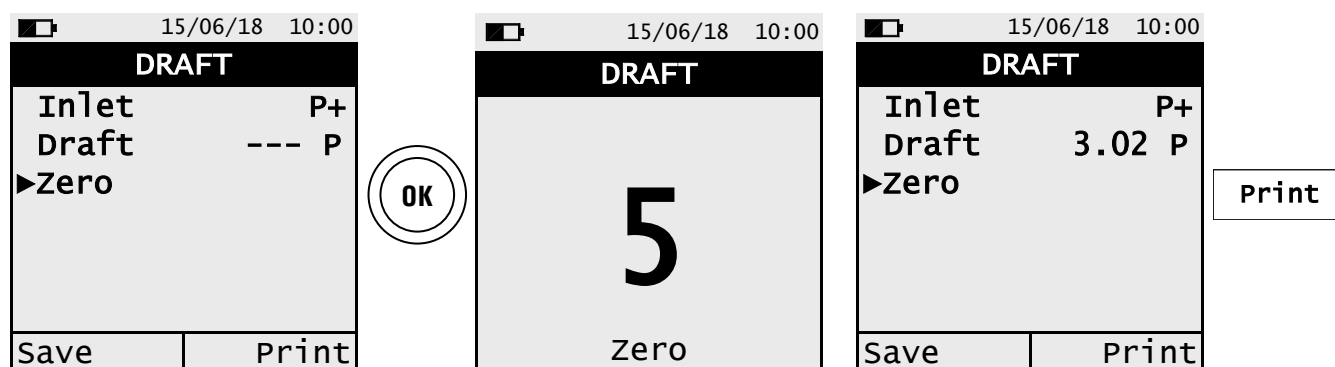 15/06/18 10:00
DRAFT
Inlet P+
Draft --- P
▶Zero
Save Print
OK
15/06/18 10:00
DRAFT
5
Zero
15/06/18 10:00
DRAFT
Inlet P+
Draft 3.02 P
▶Zero
Save Print
Print